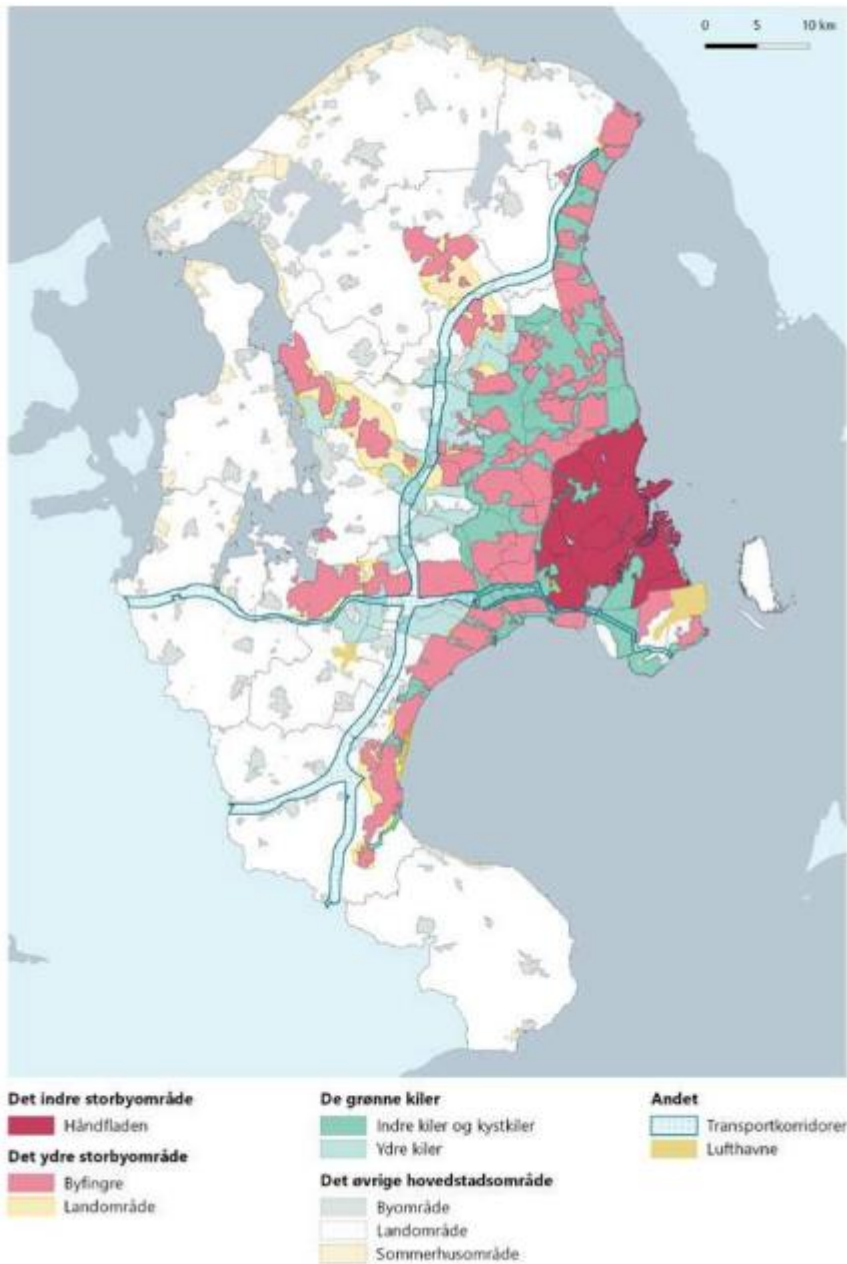 0 5 10 km
Det indre storbyområde
Håndfladen
Det ydre storbyområde
Byfingre
Landområde
De grønne kiler
Indre kiler og kystkiler
Ydre kiler
Det øvrige hovedstadsområde
Byområde
Landområde
Sommerhusområde
Andet
Transportkorridorer
Lufthavne